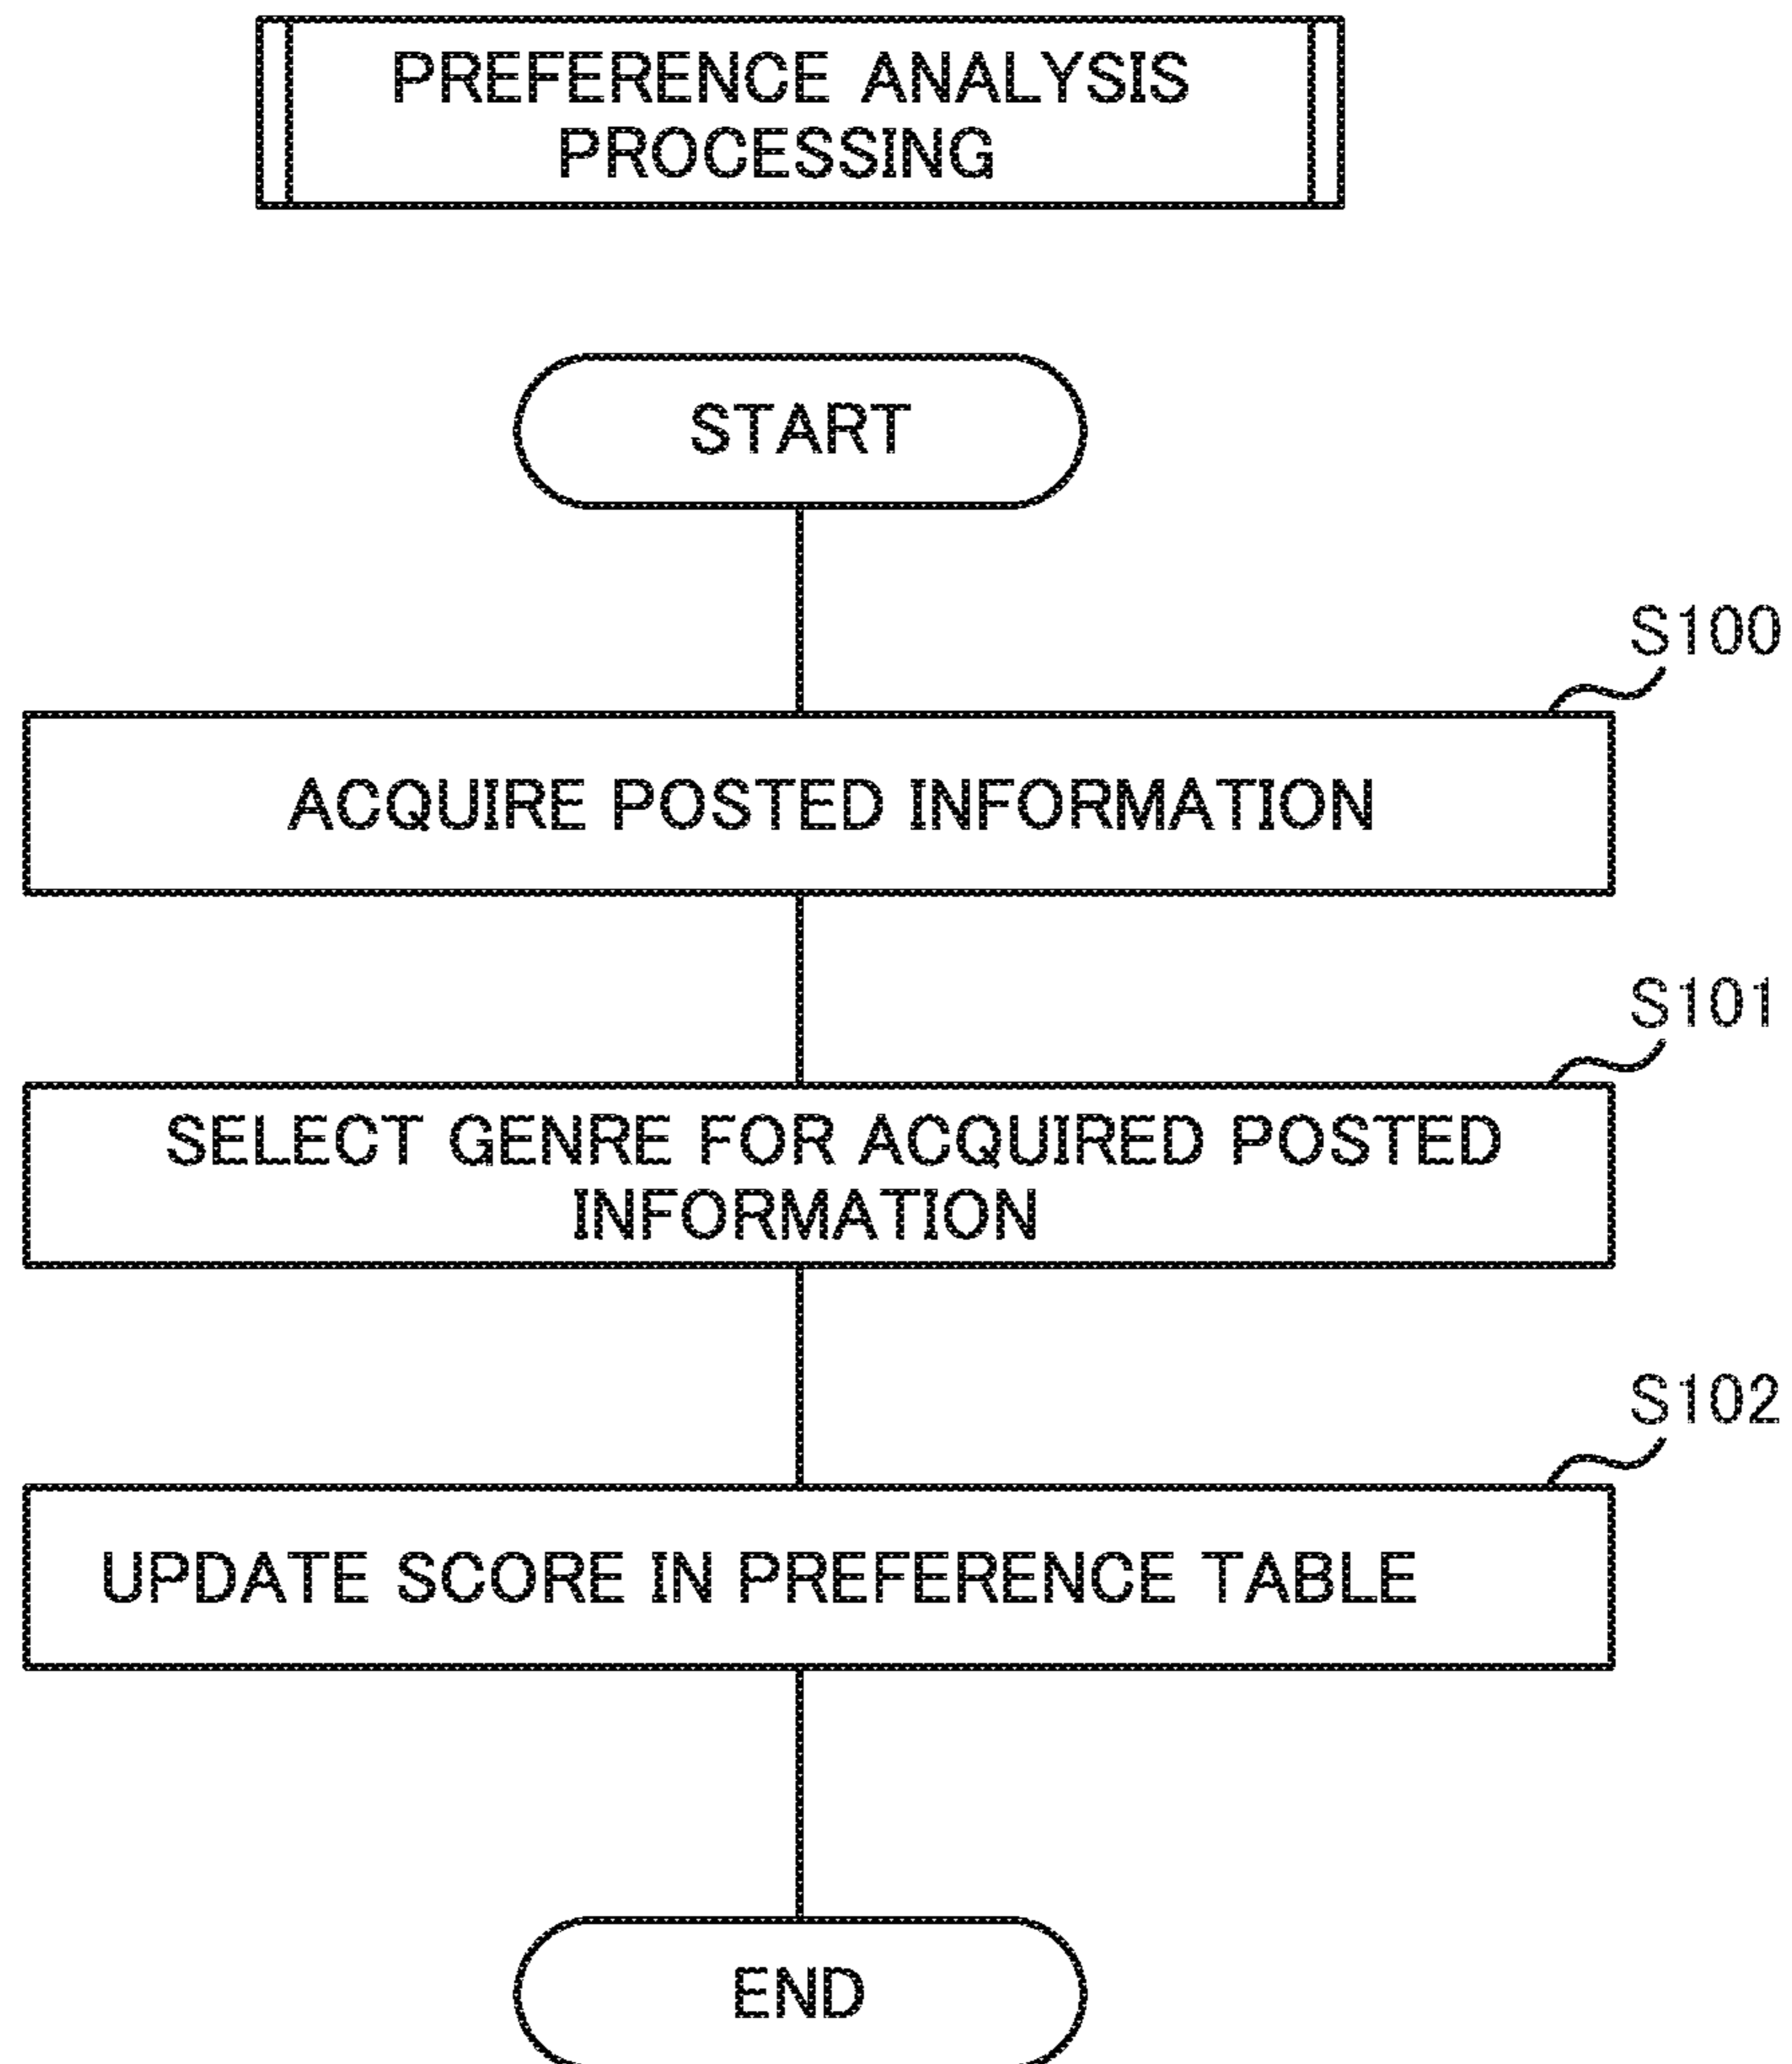 PREFERENCE ANALYSIS
PROCESSING
START
S100
ACQUIRE POSTED INFORMATION
S101
SELECT GENRE FOR ACQUIRED POSTED
INFORMATION
S102
UPDATE SCORE IN PREFERENCE TABLE
END